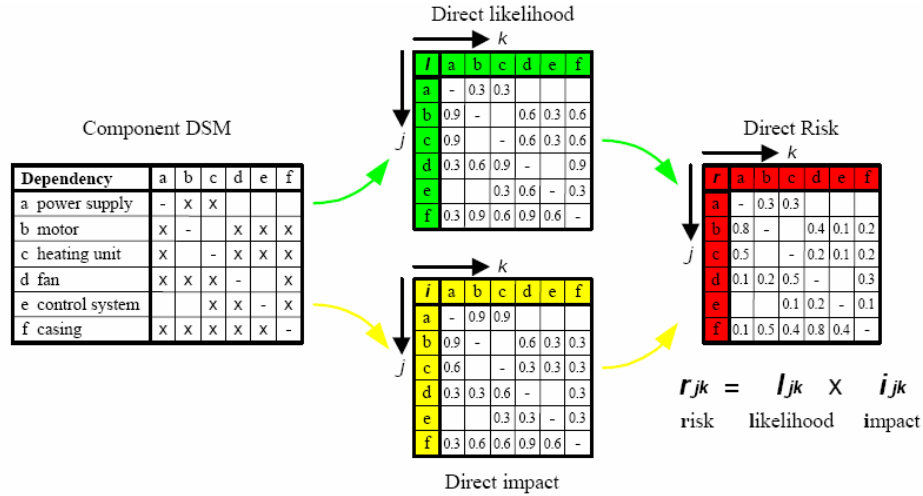 Direct likelihood
k
j
l a b c d e f
a - 0.3 0.3
b 0.9 - 0.6 0.3 0.6
c 0.9 - 0.6 0.3 0.6
d 0.3 0.6 0.9 - 0.9
e 0.3 0.6 - 0.3
f 0.3 0.9 0.6 0.9 0.6 -
Component DSM
Dependency a b c d e f
a power supply - x x
b motor x - x x x
c heating unit x - x x x
d fan x x x - x
e control system x x - x
f casing x x x x x -
k
j
i a b c d e f
a - 0.9 0.9
b 0.9 - 0.6 0.3 0.3
c 0.6 - 0.3 0.3 0.3
d 0.3 0.3 0.6 - 0.3
e 0.3 0.3 - 0.3
f 0.3 0.6 0.6 0.9 0.6 -
Direct impact
Direct Risk
k
j
r a b c d e f
a - 0.3 0.3
b 0.8 - 0.4 0.1 0.2
c 0.5 - 0.2 0.1 0.2
d 0.1 0.2 0.5 - 0.3
e 0.1 0.2 - 0.1
f 0.1 0.5 0.4 0.8 0.4 -
rjk = ljk x ijk
risk likelihood impact